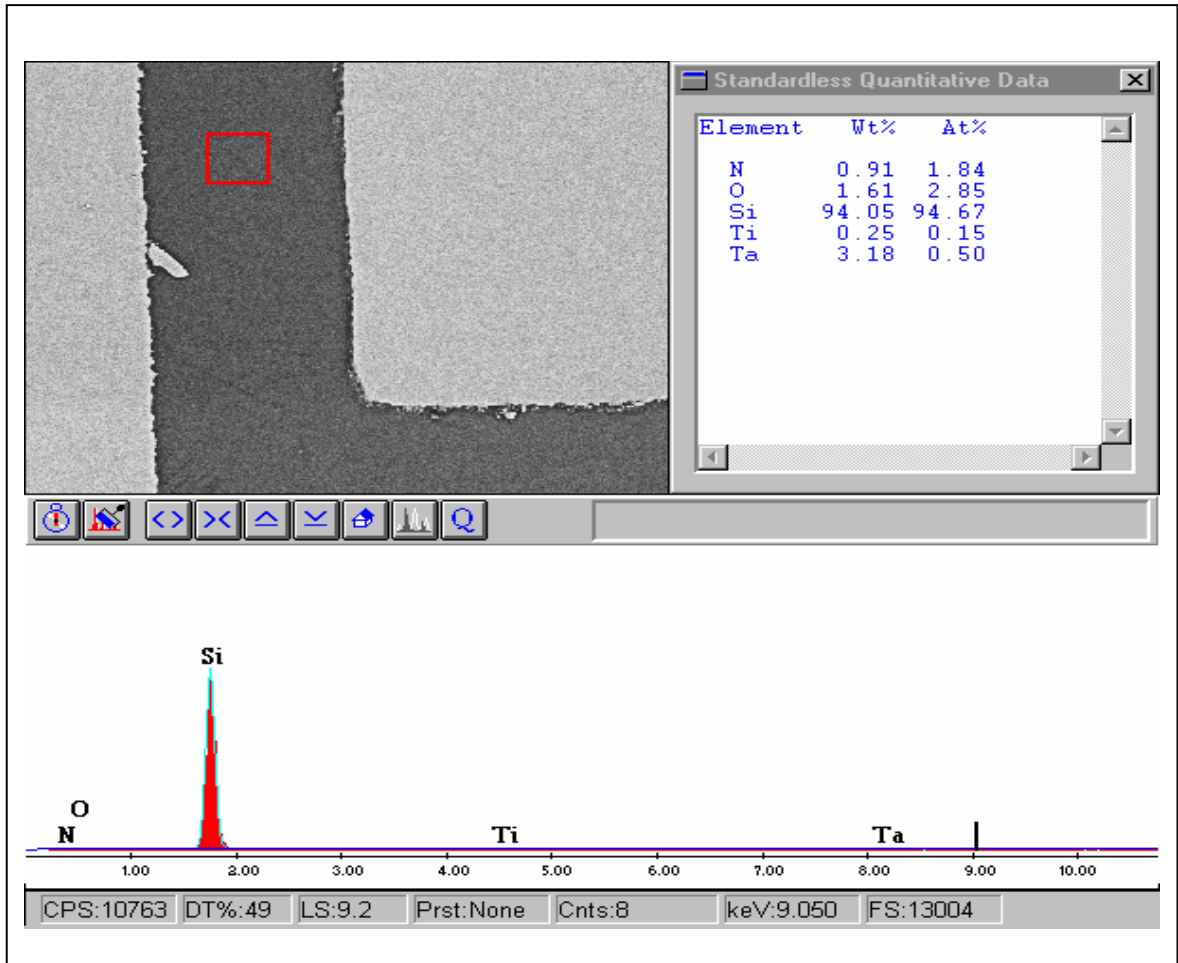 Standardless Quantitative Data
Element Wt% At%
N 0.91 1.84
O 1.61 2.85
Si 94.05 94.67
Ti 0.25 0.15
Ta 3.18 0.50
Q
Si
O
N Ti Ta
1.00 2.00 3.00 4.00 5.00 6.00 7.00 8.00 9.00 10.00
CPS:10763 DT%:49 LS:9.2 Prst:None Cnts:8 keV:9.050 FS:13004